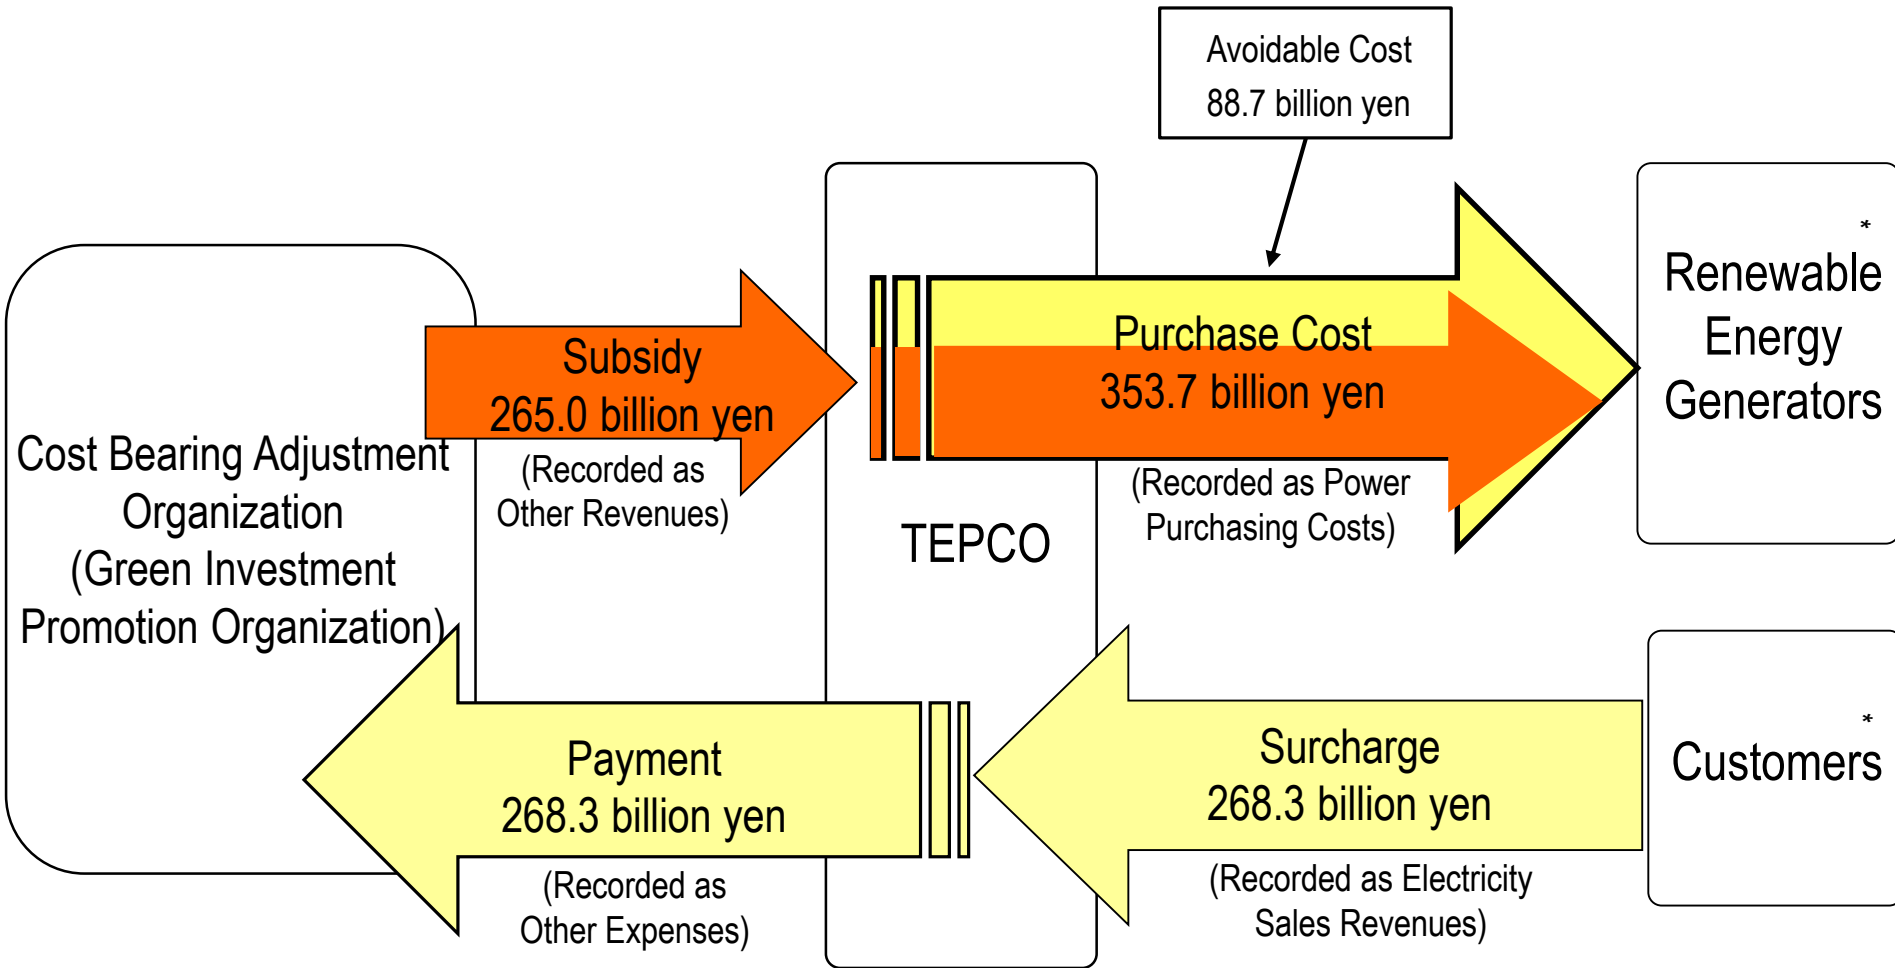 Avoidable Cost
88.7 billion yen
*
Renewable
Energy
Generators
Purchase Cost
353.7 billion yen
(Recorded as Power
Purchasing Costs)
Subsidy
265.0 billion yen
(Recorded as
Other Revenues)
Cost Bearing Adjustment
Organization
(Green Investment
Promotion Organization)
TEPCO
Payment
268.3 billion yen
(Recorded as
Other Expenses)
Surcharge
268.3 billion yen
(Recorded as Electricity
Sales Revenues)
*
Customers